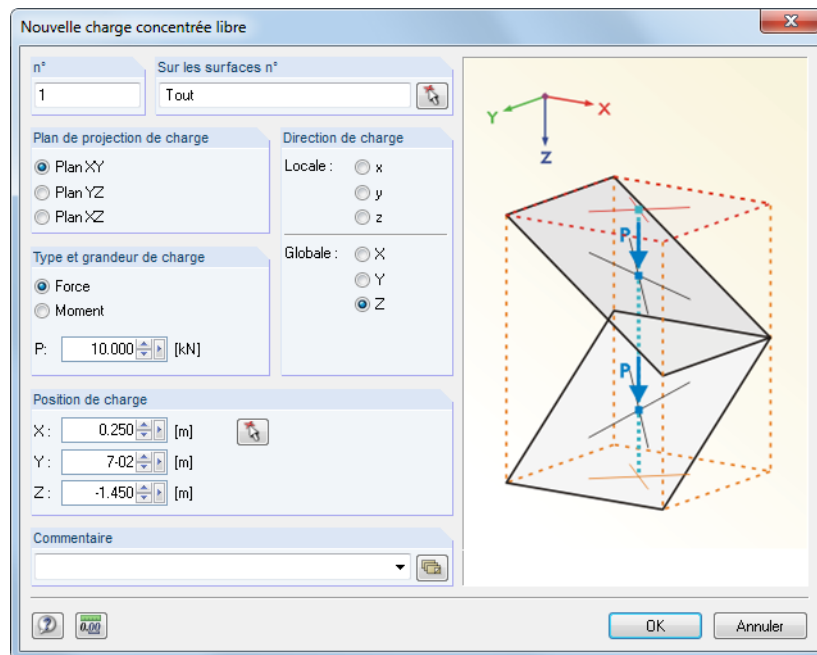 Nouvelle charge concentrée libre
n°
Sur les surfaces n°
1
Tout
Plan de projection de charge
Plan XY
Plan YZ
Plan XZ
Direction de charge
Locale :
x
y
z
Globale :
X
Y
Z
Type et grandeur de charge
Force
Moment
P: 10.000 [kN]
Position de charge
X : 0.250 [m]
Y : 7-02 [m]
Z : -1.450 [m]
Commentaire
Y
X
Z
P
P
0.00
OK
Annuler